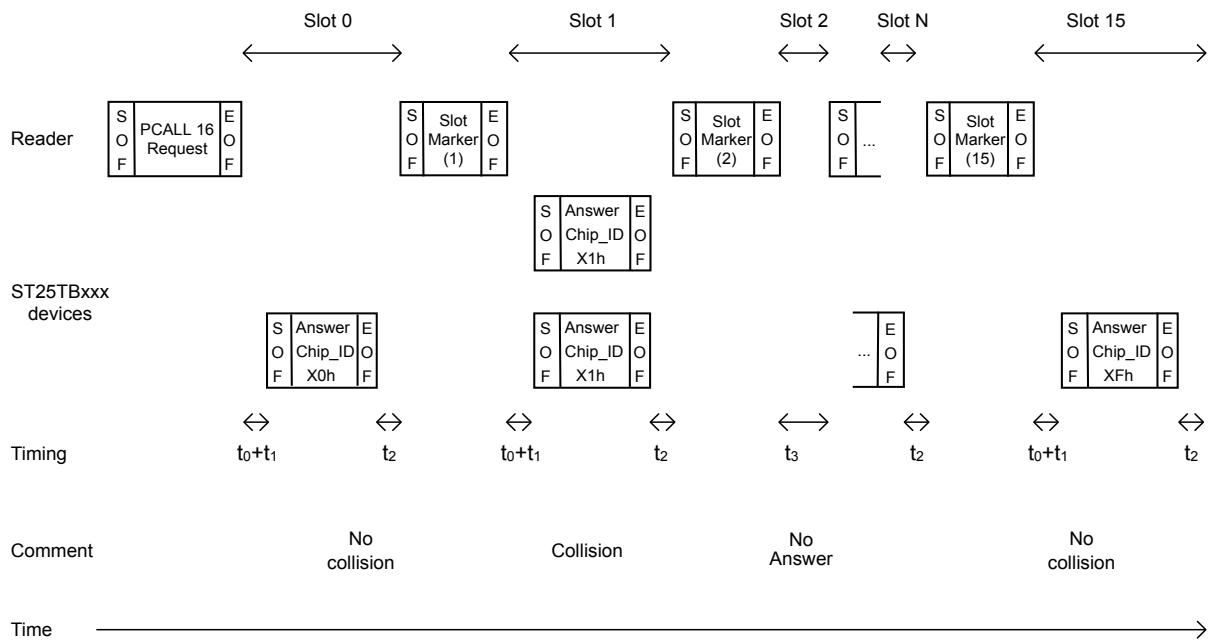 Slot 0 Slot 1 Slot 2 Slot N Slot 15
Reader
S O F PCALL 16 Request E O F
S O F Slot Marker (1) E O F
S O F Slot Marker (2) E O F
S O F ...
S O F Slot Marker (15) E O F
ST25TBxxx
devices
S O F Answer Chip_ID X1h E O F
S O F Answer Chip_ID X0h E O F
S O F Answer Chip_ID X1h E O F
... E O F
S O F Answer Chip_ID XFh E O F
Timing t0+t1 t2 t0+t1 t2 t3 t2 t0+t1 t2
Comment
No
collision
Collision
No
Answer
No
collision
Time